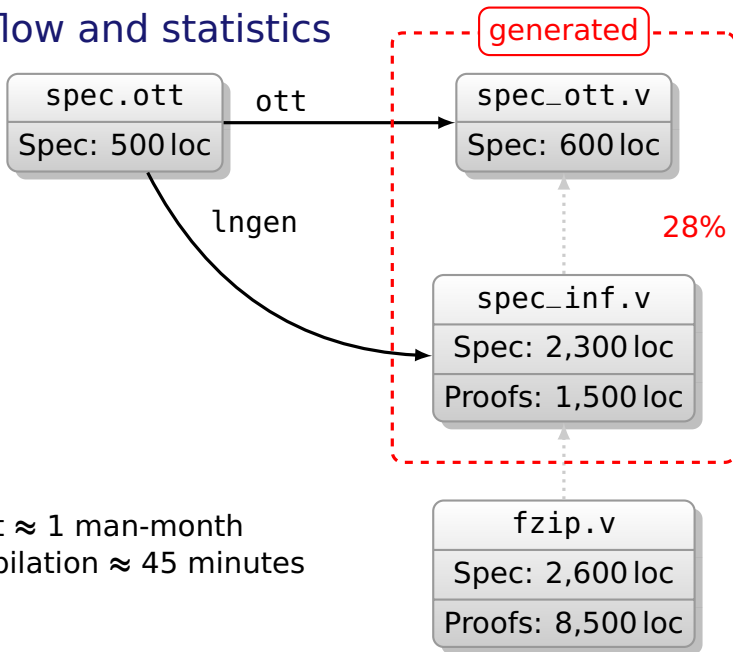 flow and statistics
generated
spec.ott
Spec: 500 loc
ott
spec_ott.v
Spec: 600 loc
lngen
28%
spec_inf.v
Spec: 2,300 loc
Proofs: 1,500 loc
≈ 1 man-month
≈ 45 minutes
fzip.v
Spec: 2,600 loc
Proofs: 8,500 loc